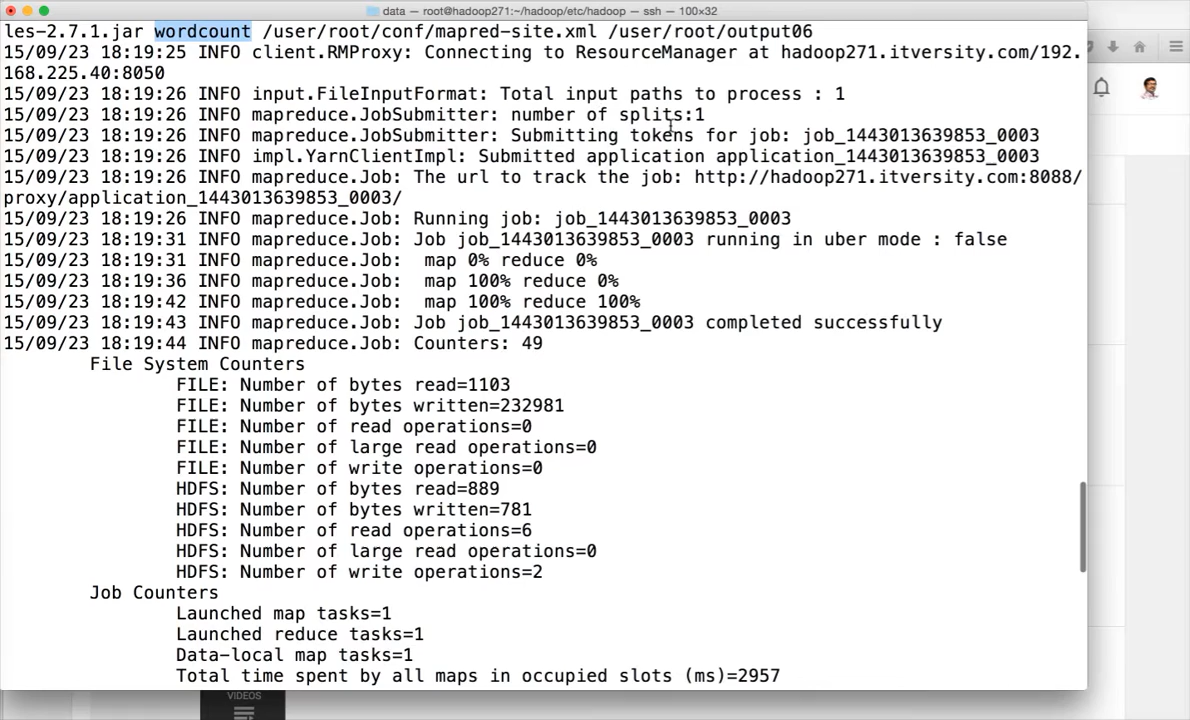 data — root@hadoop271:~/hadoop/etc/hadoop — ssh — 100×32
les-2.7.1.jar wordcount /user/root/conf/mapred-site.xml /user/root/output06
15/09/23 18:19:25 INFO client.RMProxy: Connecting to ResourceManager at hadoop271.itversity.com/192.
168.225.40:8050
15/09/23 18:19:26 INFO input.FileInputFormat: Total input paths to process : 1
15/09/23 18:19:26 INFO mapreduce.JobSubmitter: number of splits:1
15/09/23 18:19:26 INFO mapreduce.JobSubmitter: Submitting tokens for job: job_1443013639853_0003
15/09/23 18:19:26 INFO impl.YarnClientImpl: Submitted application application_1443013639853_0003
15/09/23 18:19:26 INFO mapreduce.Job: The url to track the job: http://hadoop271.itversity.com:8088/
proxy/application_1443013639853_0003/
15/09/23 18:19:26 INFO mapreduce.Job: Running job: job_1443013639853_0003
15/09/23 18:19:31 INFO mapreduce.Job: Job job_1443013639853_0003 running in uber mode : false
15/09/23 18:19:31 INFO mapreduce.Job:  map 0% reduce 0%
15/09/23 18:19:36 INFO mapreduce.Job:  map 100% reduce 0%
15/09/23 18:19:42 INFO mapreduce.Job:  map 100% reduce 100%
15/09/23 18:19:43 INFO mapreduce.Job: Job job_1443013639853_0003 completed successfully
15/09/23 18:19:44 INFO mapreduce.Job: Counters: 49
File System Counters
FILE: Number of bytes read=1103
FILE: Number of bytes written=232981
FILE: Number of read operations=0
FILE: Number of large read operations=0
FILE: Number of write operations=0
HDFS: Number of bytes read=889
HDFS: Number of bytes written=781
HDFS: Number of read operations=6
HDFS: Number of large read operations=0
HDFS: Number of write operations=2
Job Counters
Launched map tasks=1
Launched reduce tasks=1
Data-local map tasks=1
Total time spent by all maps in occupied slots (ms)=2957
VIDEOS